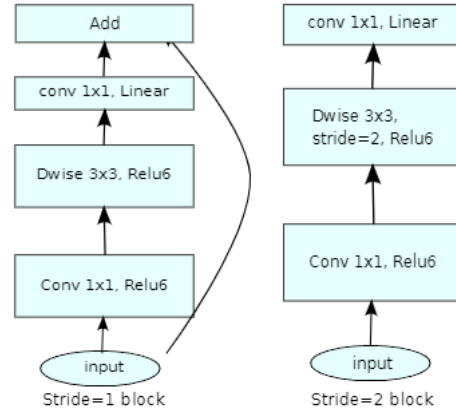 Add
conv 1x1, Linear
Dwise 3x3, Relu6
Conv 1x1, Relu6
input
Stride=1 block
conv 1x1, Linear
Dwise 3x3,
stride=2, Relu6
Conv 1x1, Relu6
input
Stride=2 block